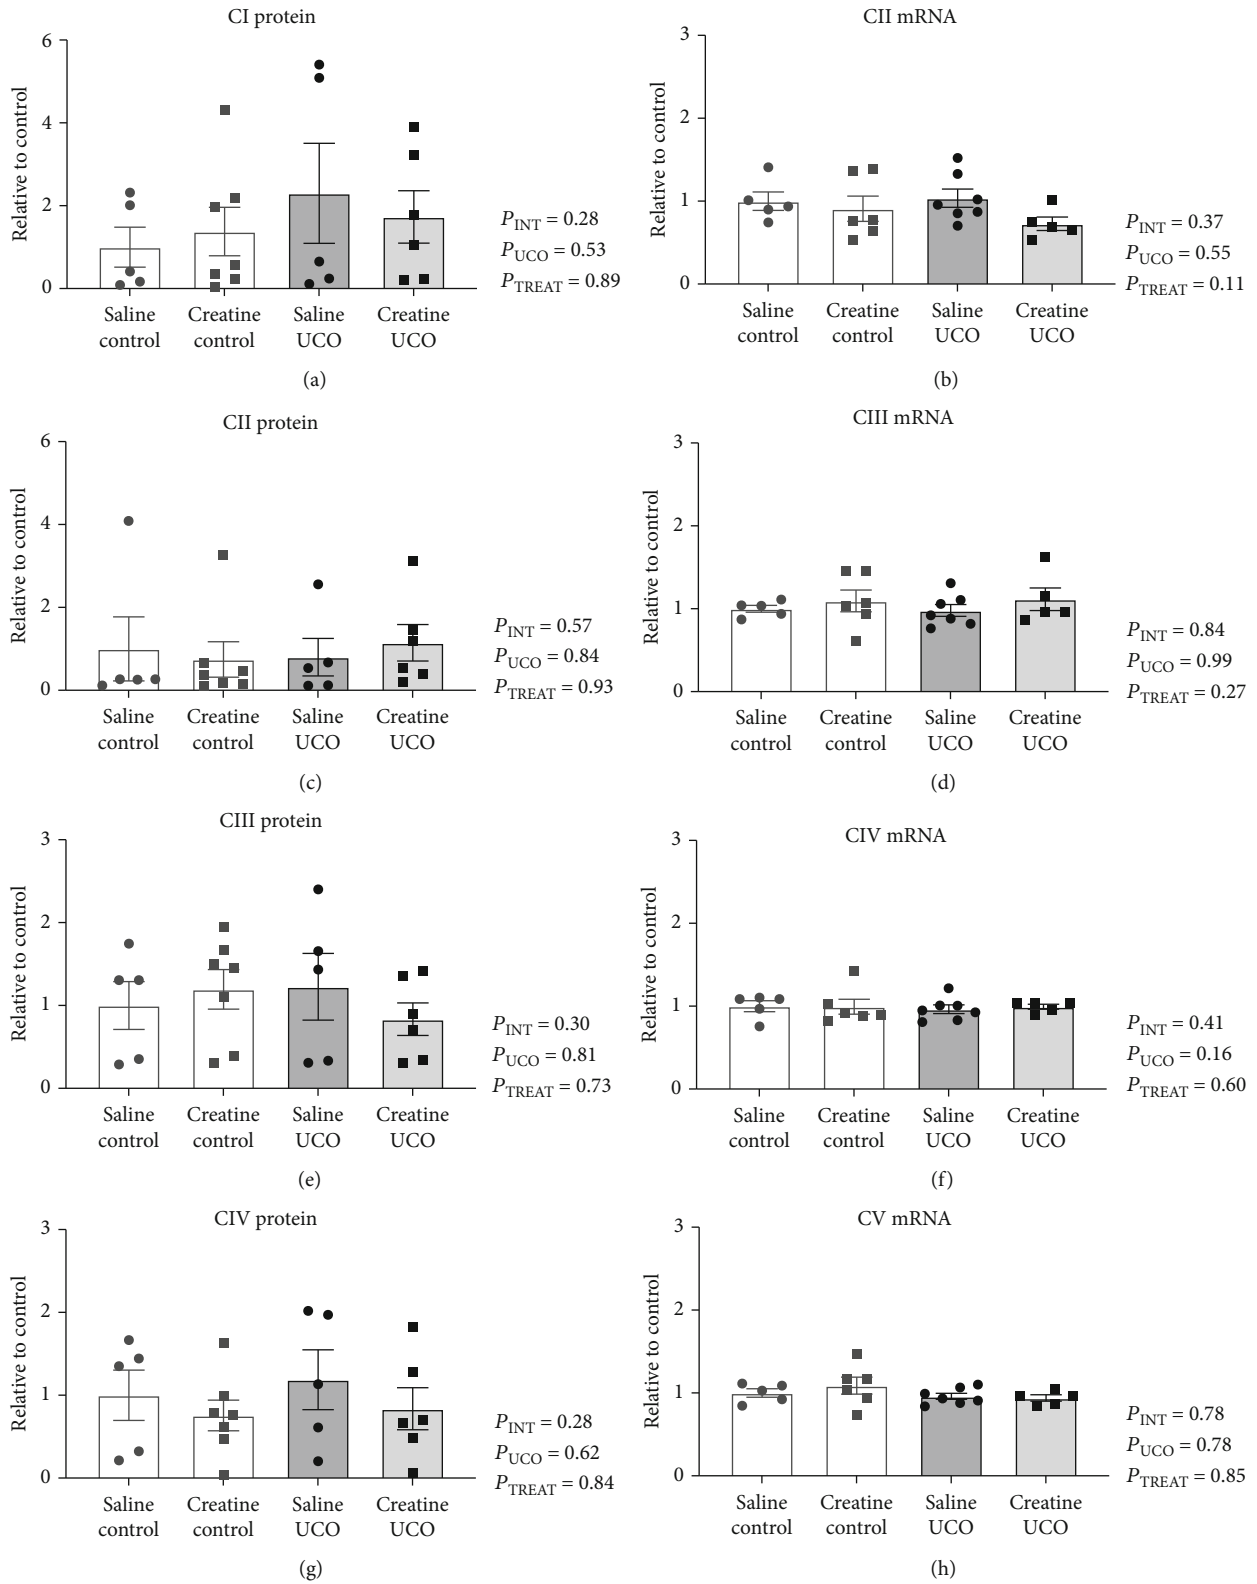 CI protein
Relative to control
6
4
2
0
Saline control
Creatine control
Saline UCO
Creatine UCO
P_INT = 0.28
P_UCO = 0.53
P_TREAT = 0.89
(a)
CII mRNA
Relative to control
3
2
1
0
Saline control
Creatine control
Saline UCO
Creatine UCO
P_INT = 0.37
P_UCO = 0.55
P_TREAT = 0.11
(b)
CII protein
Relative to control
6
4
2
0
Saline control
Creatine control
Saline UCO
Creatine UCO
P_INT = 0.57
P_UCO = 0.84
P_TREAT = 0.93
(c)
CIII mRNA
Relative to control
3
2
1
0
Saline control
Creatine control
Saline UCO
Creatine UCO
P_INT = 0.84
P_UCO = 0.99
P_TREAT = 0.27
(d)
CIII protein
Relative to control
3
2
1
0
Saline control
Creatine control
Saline UCO
Creatine UCO
P_INT = 0.30
P_UCO = 0.81
P_TREAT = 0.73
(e)
CIV mRNA
Relative to control
3
2
1
0
Saline control
Creatine control
Saline UCO
Creatine UCO
P_INT = 0.41
P_UCO = 0.16
P_TREAT = 0.60
(f)
CIV protein
Relative to control
3
2
1
0
Saline control
Creatine control
Saline UCO
Creatine UCO
P_INT = 0.28
P_UCO = 0.62
P_TREAT = 0.84
(g)
CV mRNA
Relative to control
3
2
1
0
Saline control
Creatine control
Saline UCO
Creatine UCO
P_INT = 0.78
P_UCO = 0.78
P_TREAT = 0.85
(h)